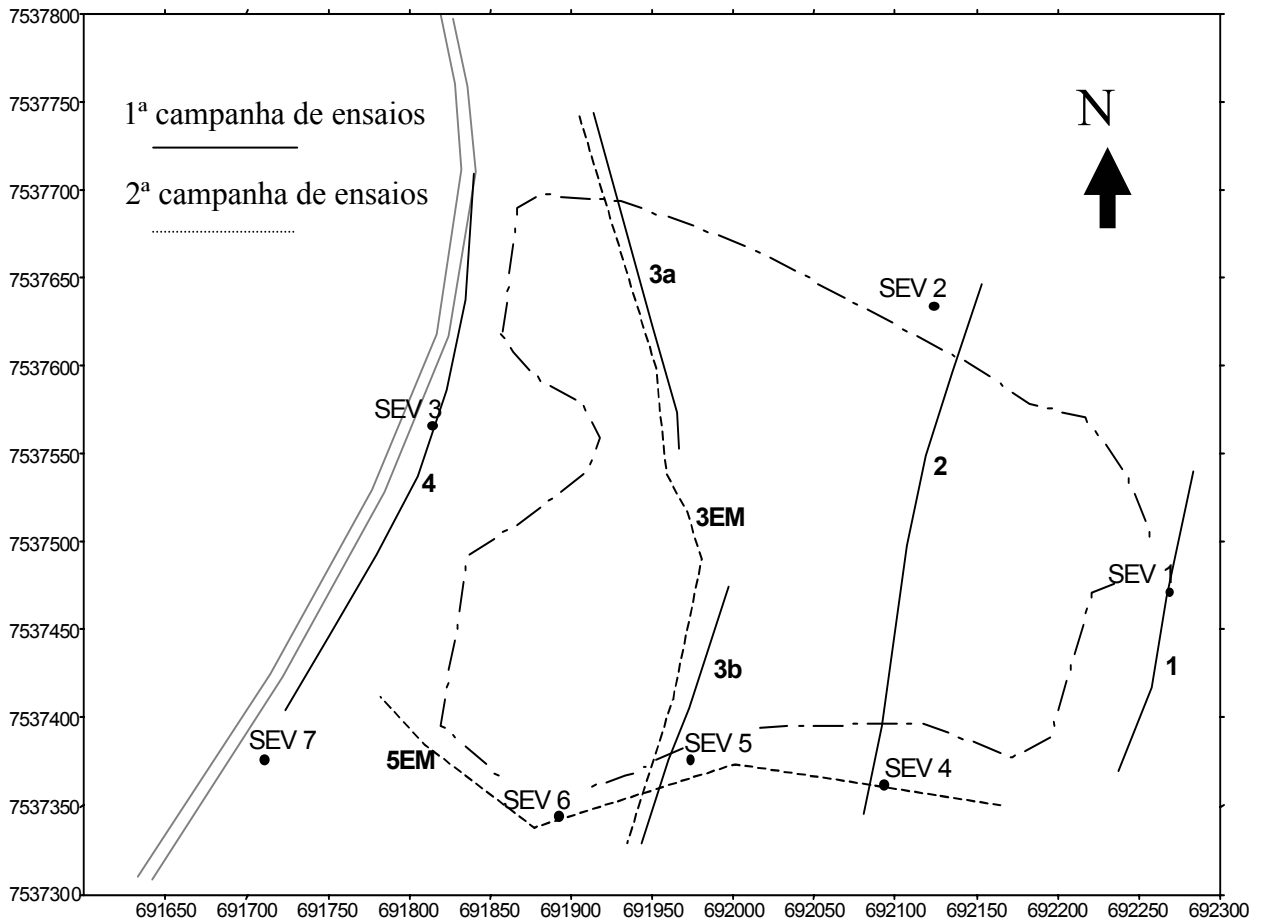 7537800
7537750
7537700
7537650
7537600
7537550
7537500
7537450
7537400
7537350
7537300
1ª campanha de ensaios
2ª campanha de ensaios
N
3a
SEV 2
SEV 3
4
2
3EM
SEV 1
3b
1
SEV 7
5EM
SEV 5
SEV 4
SEV 6
691650 691700 691750 691800 691850 691900 691950 692000 692050 692100 692150 692200 692250 692300